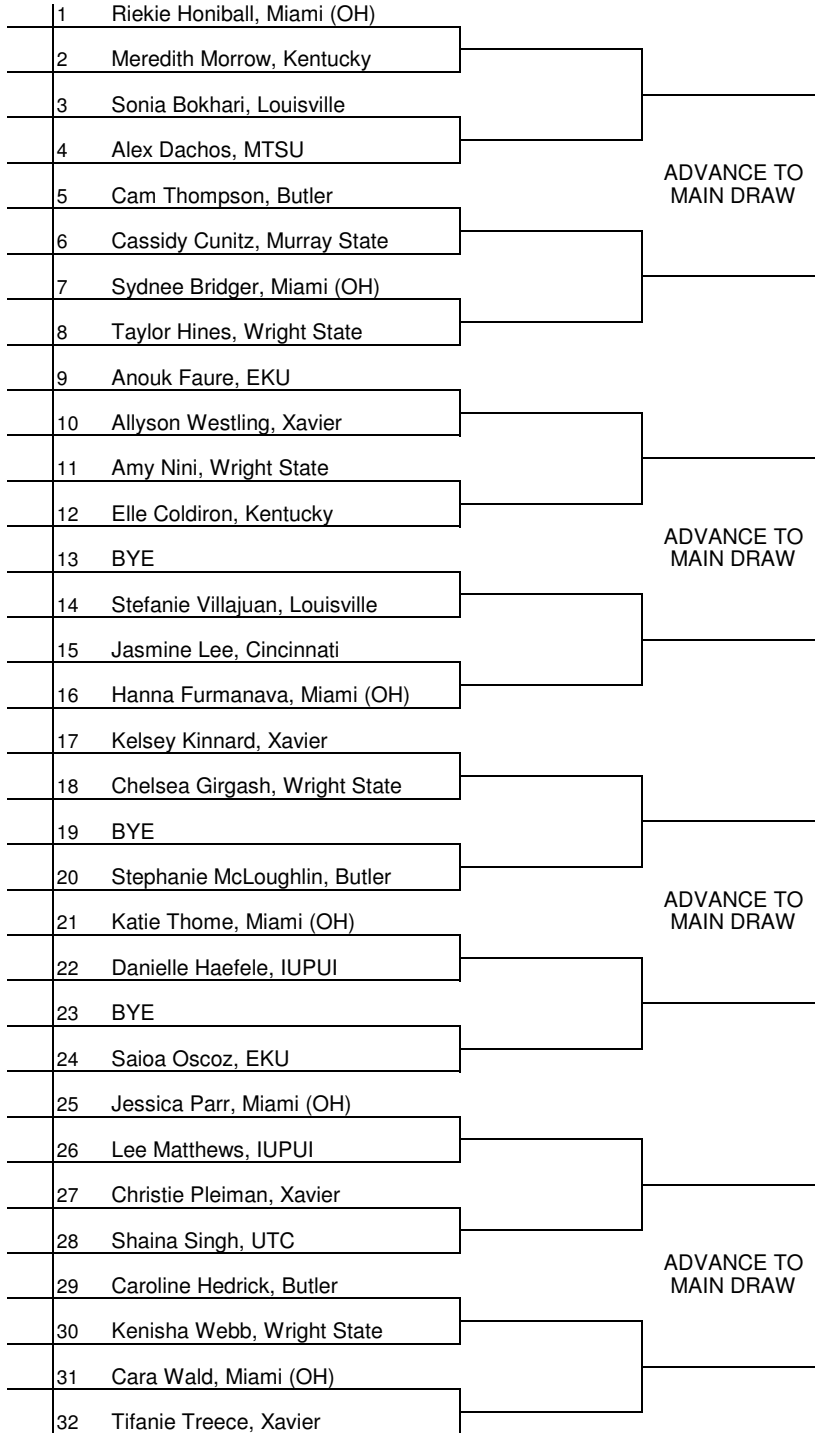 1 Riekie Honiball, Miami (OH)
2 Meredith Morrow, Kentucky
3 Sonia Bokhari, Louisville
4 Alex Dachos, MTSU
ADVANCE TO
MAIN DRAW
5 Cam Thompson, Butler
6 Cassidy Cunitz, Murray State
7 Sydnee Bridger, Miami (OH)
8 Taylor Hines, Wright State
9 Anouk Faure, EKU
10 Allyson Westling, Xavier
11 Amy Nini, Wright State
12 Elle Coldiron, Kentucky
ADVANCE TO
MAIN DRAW
13 BYE
14 Stefanie Villajuan, Louisville
15 Jasmine Lee, Cincinnati
16 Hanna Furmanava, Miami (OH)
17 Kelsey Kinnard, Xavier
18 Chelsea Girgash, Wright State
19 BYE
20 Stephanie McLoughlin, Butler
ADVANCE TO
MAIN DRAW
21 Katie Thome, Miami (OH)
22 Danielle Haefele, IUPUI
23 BYE
24 Saioa Oscoz, EKU
25 Jessica Parr, Miami (OH)
26 Lee Matthews, IUPUI
27 Christie Pleiman, Xavier
28 Shaina Singh, UTC
ADVANCE TO
MAIN DRAW
29 Caroline Hedrick, Butler
30 Kenisha Webb, Wright State
31 Cara Wald, Miami (OH)
32 Tifanie Treece, Xavier